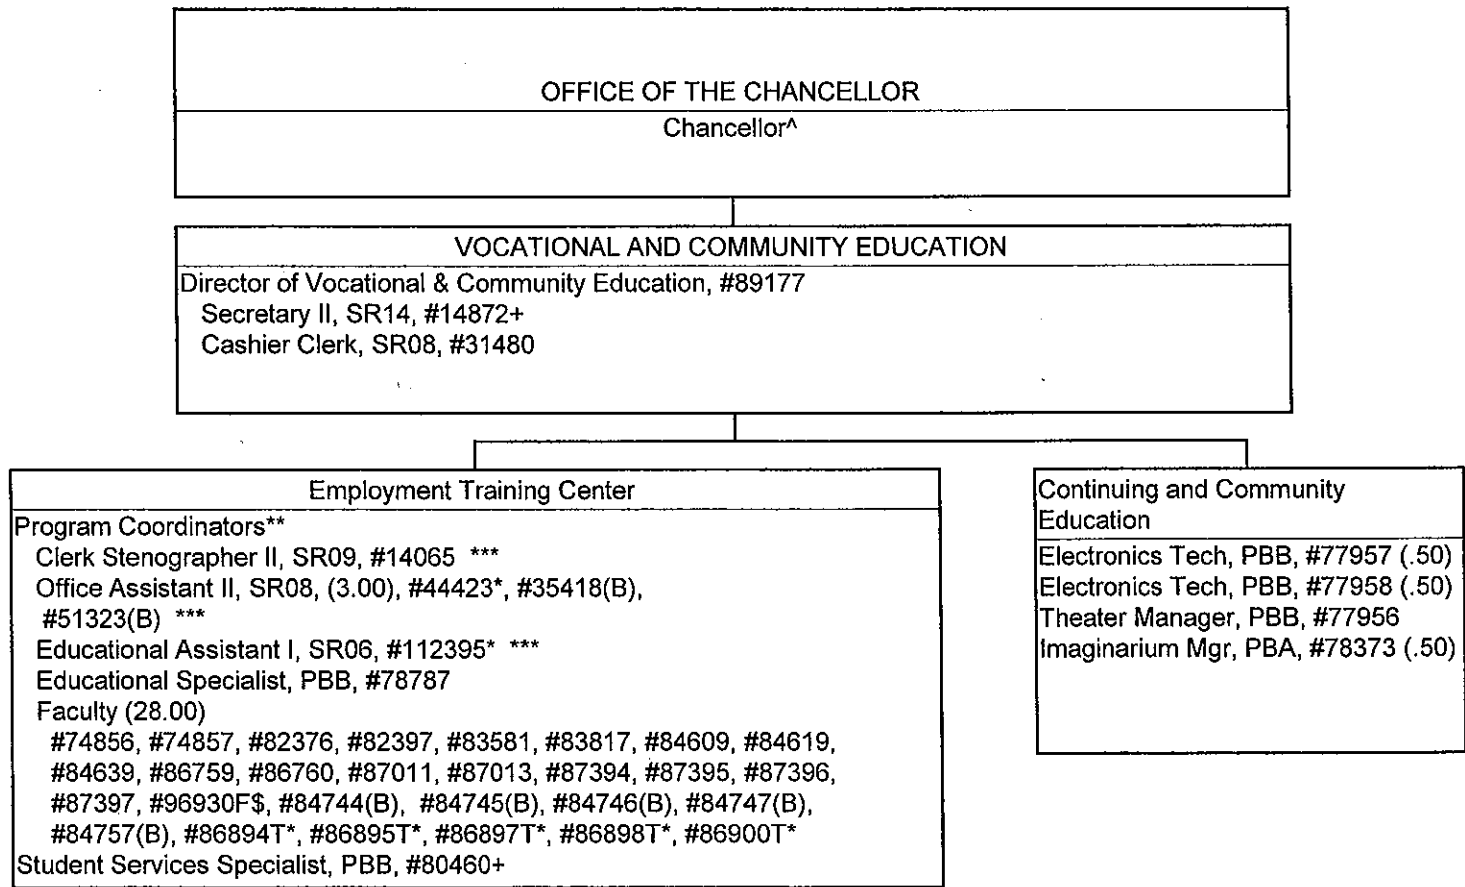 OFFICE OF THE CHANCELLOR
Chancellor^
VOCATIONAL AND COMMUNITY EDUCATION
Director of Vocational & Community Education, #89177
Secretary II, SR14, #14872+
Cashier Clerk, SR08, #31480
Employment Training Center
Program Coordinators**
Clerk Stenographer II, SR09, #14065 ***
Office Assistant II, SR08, (3.00), #44423*, #35418(B),
#51323(B) ***
Educational Assistant I, SR06, #112395* ***
Educational Specialist, PBB, #78787
Faculty (28.00)
#74856, #74857, #82376, #82397, #83581, #83817, #84609, #84619,
#84639, #86759, #86760, #87011, #87013, #87394, #87395, #87396,
#87397, #96930F$, #84744(B), #84745(B), #84746(B), #84747(B),
#84757(B), #86894T*, #86895T*, #86897T*, #86898T*, #86900T*
Student Services Specialist, PBB, #80460+
Continuing and Community
Education
Electronics Tech, PBB, #77957 (.50)
Electronics Tech, PBB, #77958 (.50)
Theater Manager, PBB, #77956
Imaginarium Mgr, PBA, #78373 (.50)